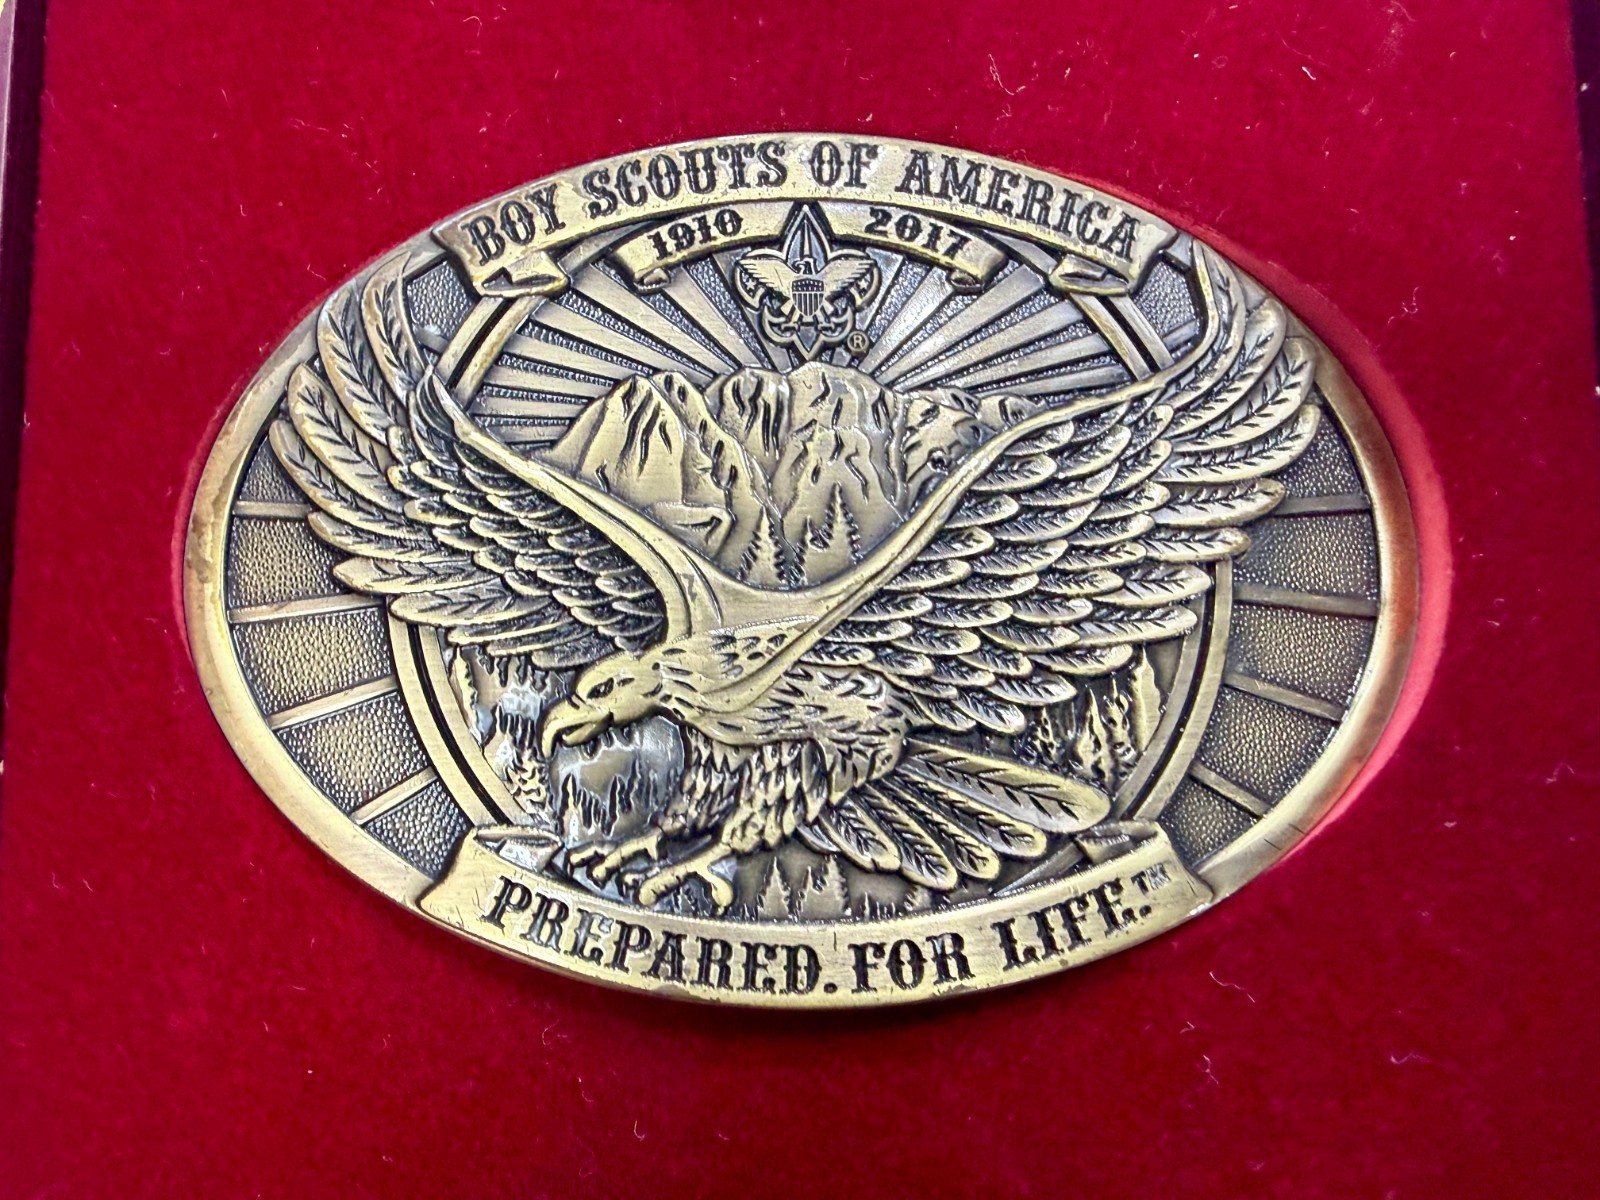 BOY SCOUTS OF AMERICA
1910 2017
®
PREPARED. FOR LIFE.™